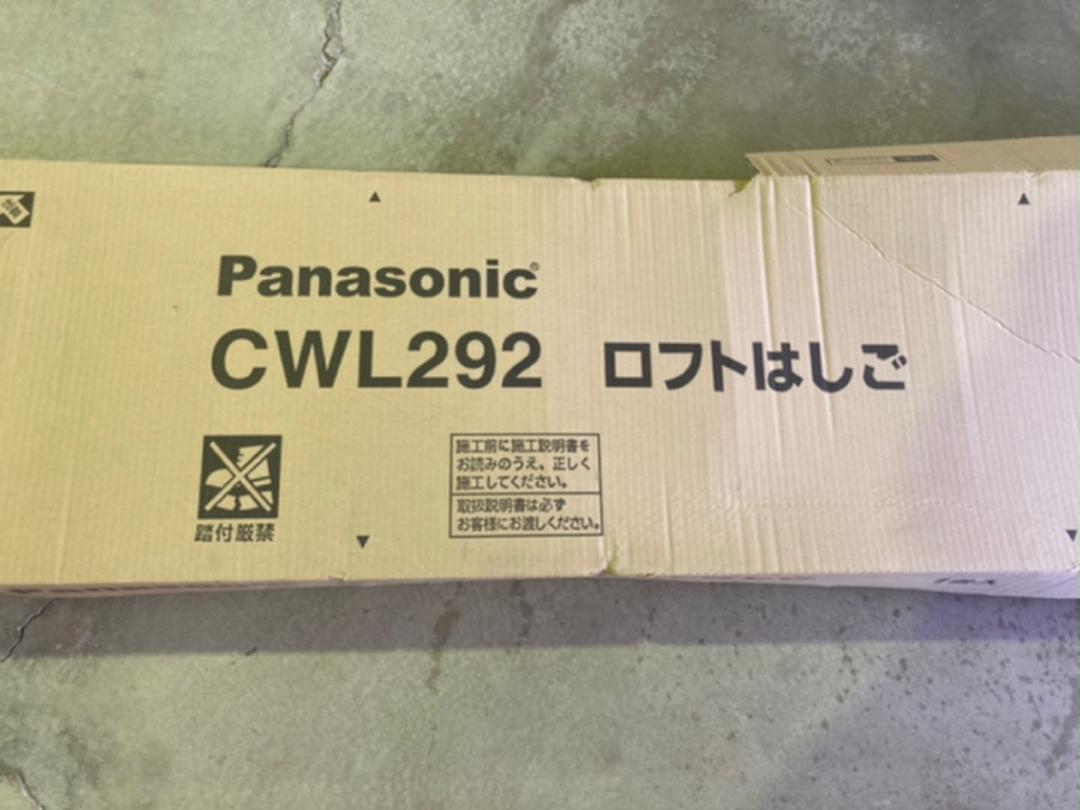 Panasonic®
CWL292 ロフトはしご
踏付厳禁
施工前に施工説明書を
お読みのうえ、正しく
施工してください。
取扱説明書は必ず
お客様にお渡しください。